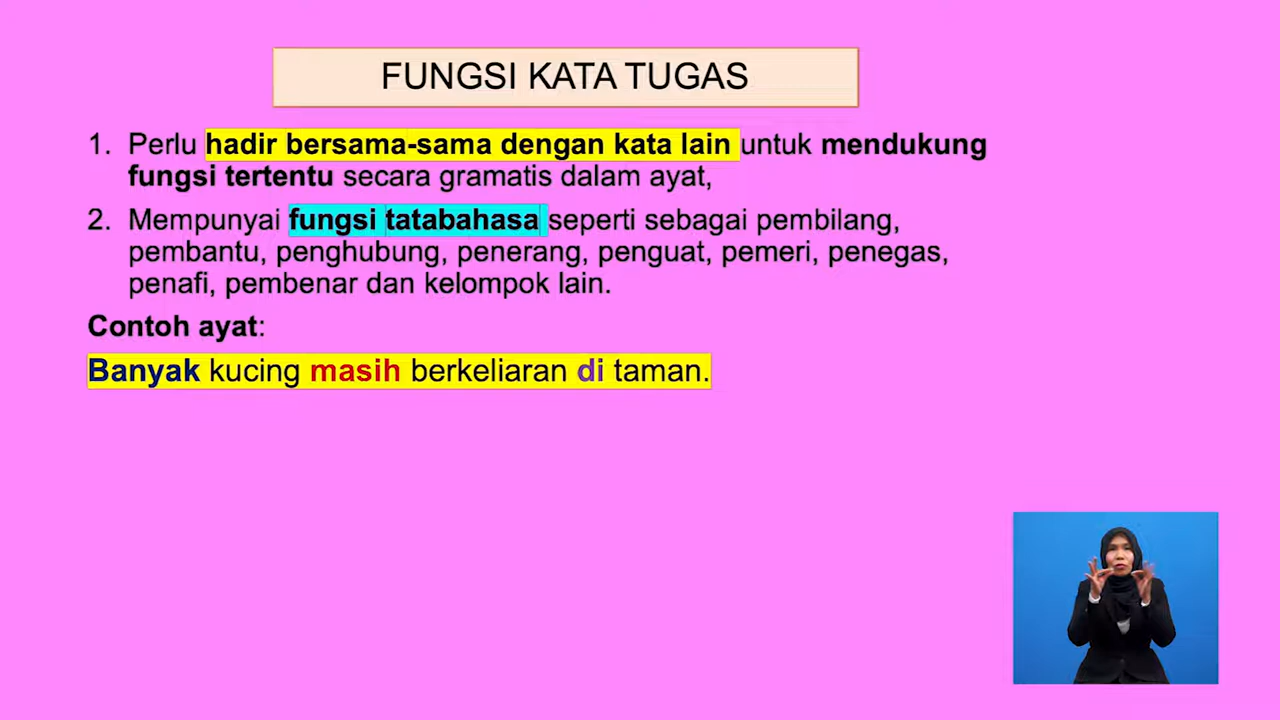 FUNGSI KATA TUGAS
1. Perlu hadir bersama-sama dengan kata lain untuk mendukung
fungsi tertentu secara gramatis dalam ayat,
2. Mempunyai fungsi tatabahasa seperti sebagai pembilang,
pembantu, penghubung, penerang, penguat, pemeri, penegas,
penafi, pembenar dan kelompok lain.
Contoh ayat:
Banyak kucing masih berkeliaran di taman.